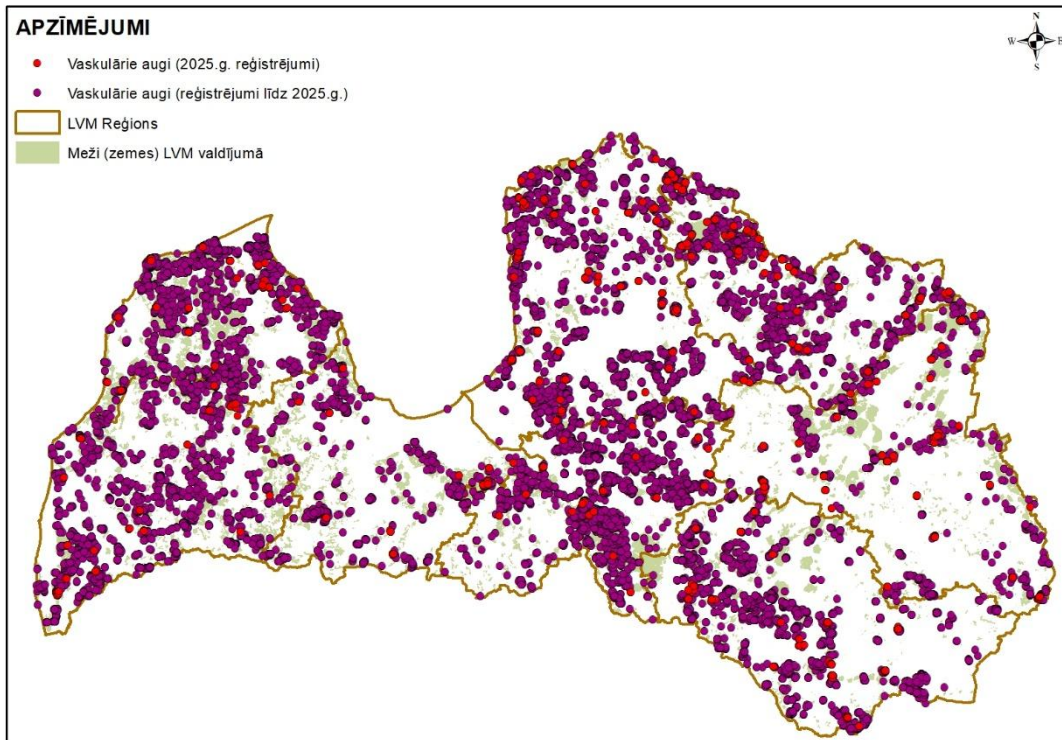 APZĪMĒJUMI
Vaskulārie augi (2025.g. reģistrējumi)
Vaskulārie augi (reģistrējumi līdz 2025.g.)
LVM Reģions
Meži (zemes) LVM valdījumā
N
W E
S